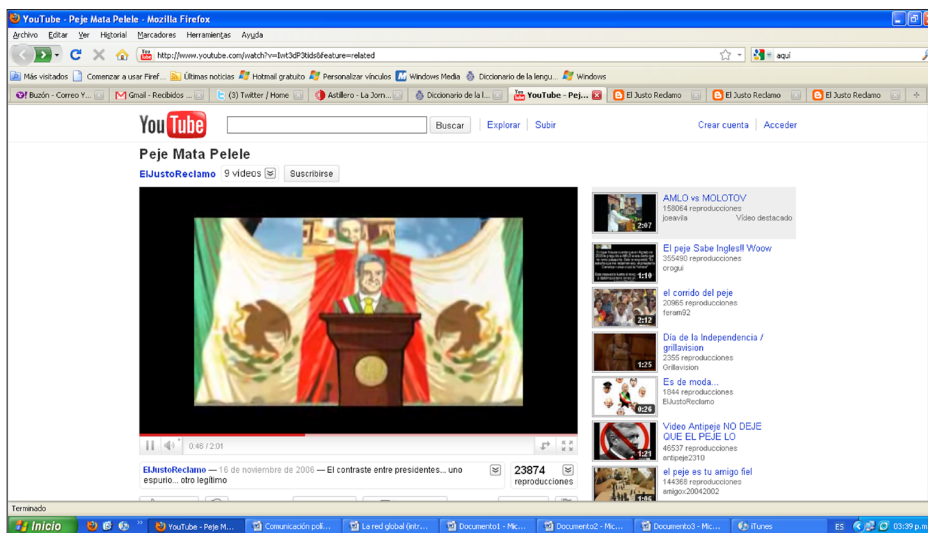 YouTube - Peje Mata Pelele - Mozilla Firefox
Archivo Editar Ver Historial Marcadores Herramientas Ayuda
http://www.youtube.com/watch?v=Iwt3dP3tids&feature=related
aquí
Más visitados Comenzar a usar Firef... Últimas noticias Hotmail gratuito Personalizar vínculos Windows Media Diccionario de la lengu... Windows
Buzón - Correo Y... Gmail - Recibidos ... (3) Twitter / Home Astillero - La Jorn... Diccionario de la l... YouTube - Pej... El Justo Reclamo El Justo Reclamo El Justo Reclamo
YouTube Buscar Explorar Subir Crear cuenta Acceder
Peje Mata Pelele
ElJustoReclamo 9 vídeos Suscribirse
AMLO vs MOLOTOV
158064 reproducciones
joeavila Vídeo destacado
2:07
El peje Sabe Ingles!! Woow
355490 reproducciones
orogui
1:10
el corrido del peje
20965 reproducciones
feram92
2:12
Día de la Independencia /
grillavision
2355 reproducciones
Grillavision
1:25
Es de moda...
1844 reproducciones
ElJustoReclamo
0:26
Video Antipeje NO DEJE
QUE EL PEJE LO
46537 reproducciones
antipeje2310
1:21
el peje es tu amigo fiel
144368 reproducciones
amigox20042002
1:06
0:46 / 2:01
ElJustoReclamo — 16 de noviembre de 2006 — El contraste entre presidentes... uno
espurio... otro legítimo
23874
reproducciones
Terminado
Inicio YouTube - Peje M... Comunicación polí... La red global (intr... Documento1 - Mic... Documento2 - Mic... Documento3 - Mic... iTunes ES 03:39 p.m.